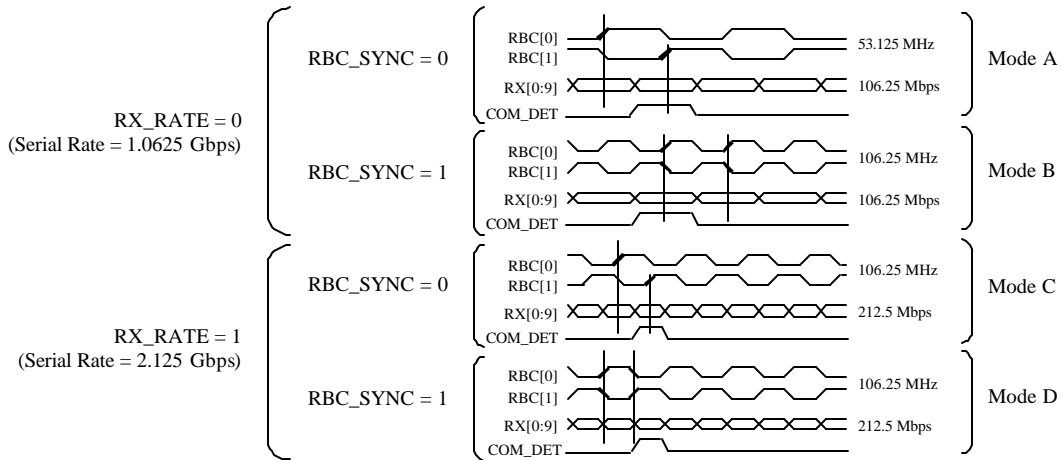 RX_RATE = 0
(Serial Rate = 1.0625 Gbps)
RBC_SYNC = 0
RBC[0]
RBC[1]
53.125 MHz
RX[0:9]
106.25 Mbps
COM_DET
Mode A
RBC_SYNC = 1
RBC[0]
RBC[1]
106.25 MHz
RX[0:9]
106.25 Mbps
COM_DET
Mode B
RX_RATE = 1
(Serial Rate = 2.125 Gbps)
RBC_SYNC = 0
RBC[0]
RBC[1]
106.25 MHz
RX[0:9]
212.5 Mbps
COM_DET
Mode C
RBC_SYNC = 1
RBC[0]
RBC[1]
106.25 MHz
RX[0:9]
212.5 Mbps
COM_DET
Mode D